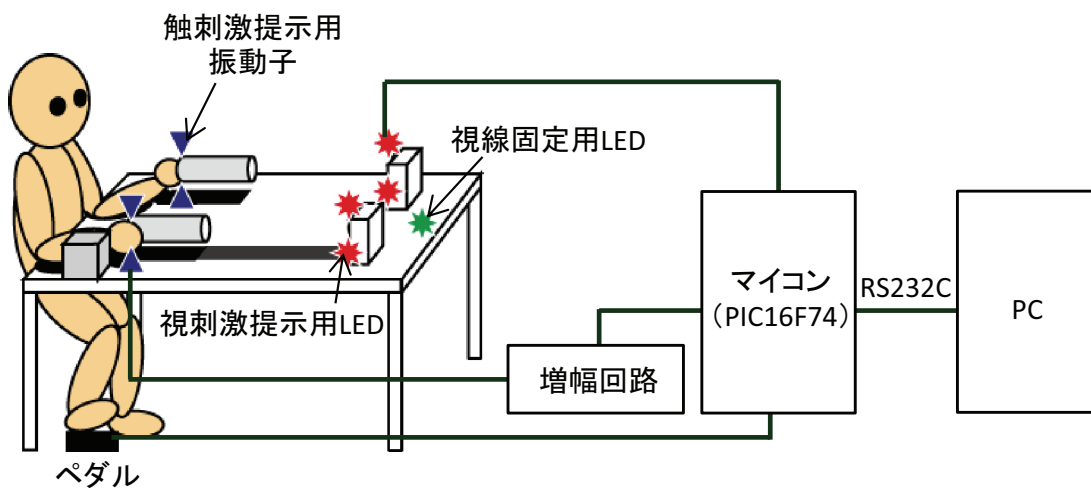 触刺激提示用
振動子
視線固定用LED
視刺激提示用LED
マイコン
（PIC16F74）
RS232C
PC
増幅回路
ペダル